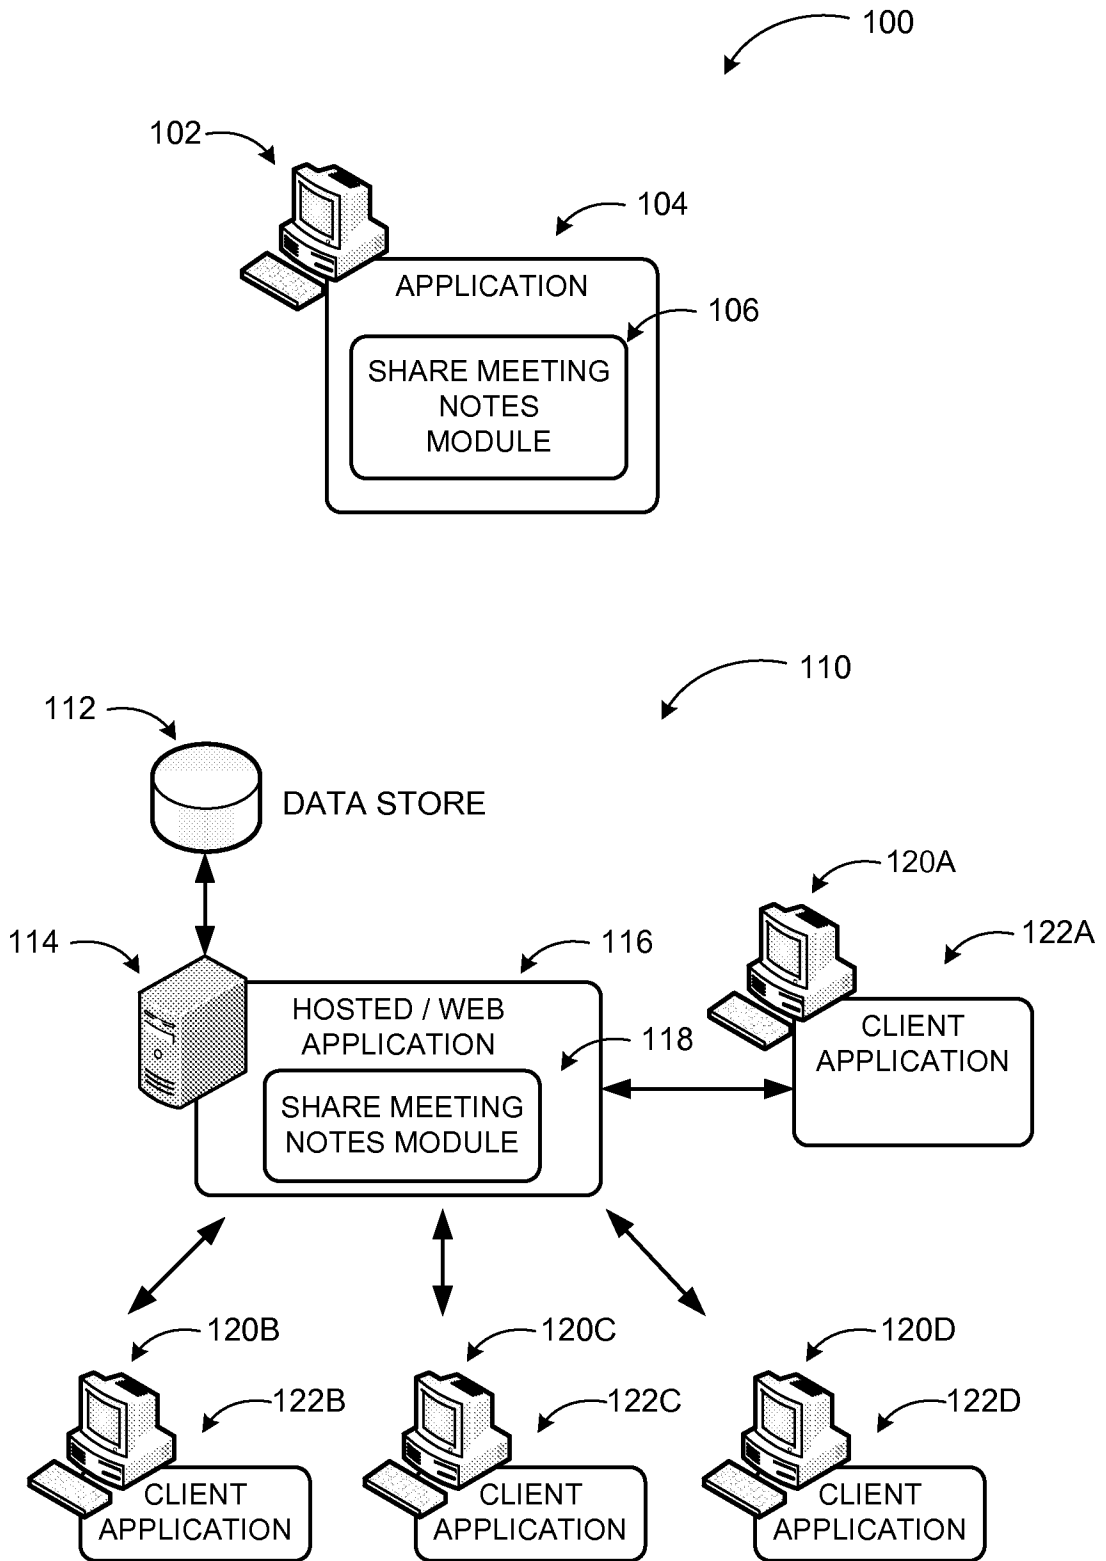 100
102
104
APPLICATION
106
SHARE MEETING
NOTES
MODULE
110
112
DATA STORE
120A
114
116
122A
HOSTED / WEB
APPLICATION
118
CLIENT
APPLICATION
SHARE MEETING
NOTES MODULE
120B
120C
120D
122B
122C
122D
CLIENT
APPLICATION
CLIENT
APPLICATION
CLIENT
APPLICATION